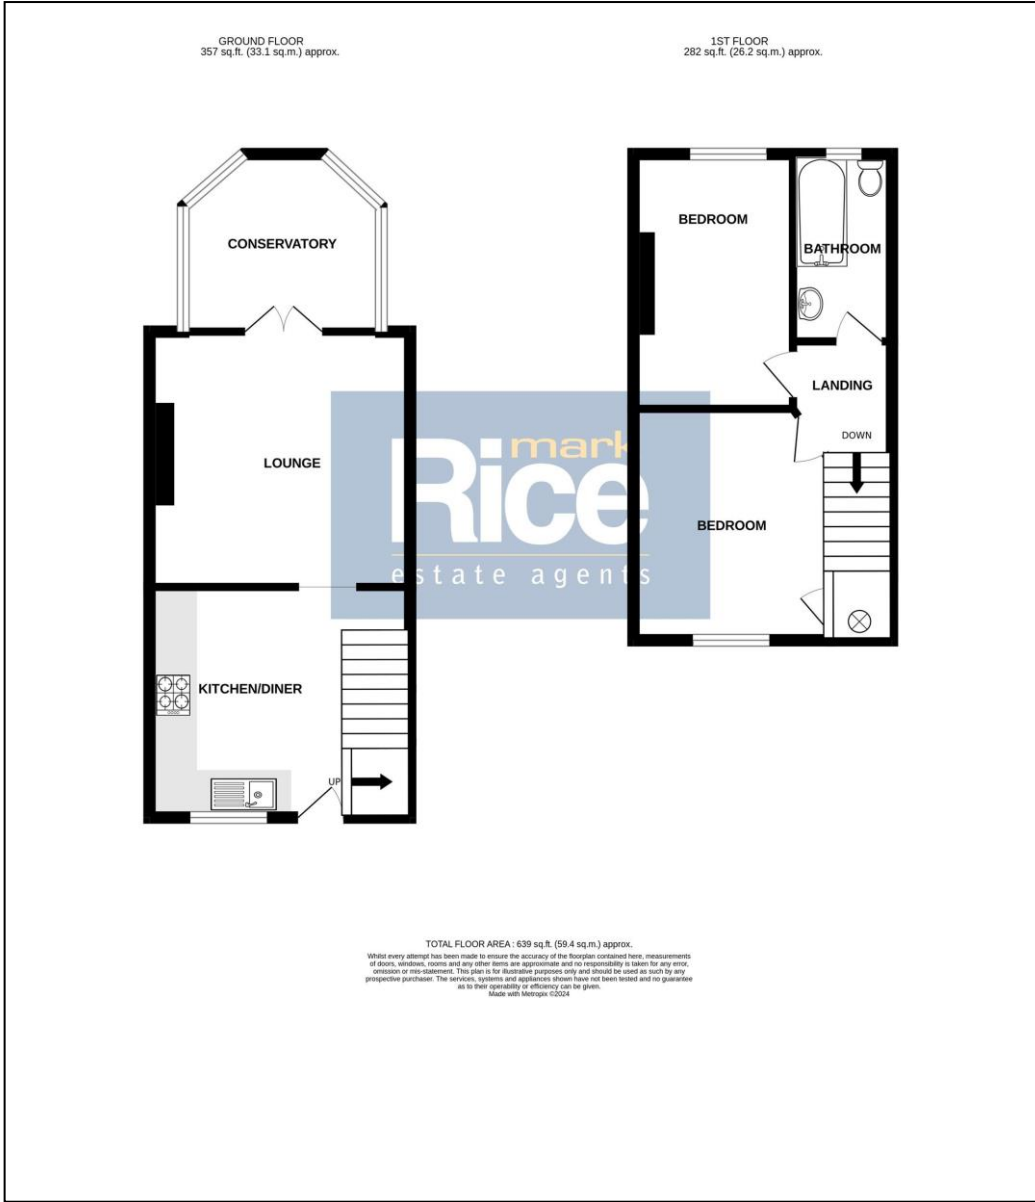 GROUND FLOOR
357 sq.ft. (33.1 sq.m.) approx.
1ST FLOOR
282 sq.ft. (26.2 sq.m.) approx.
CONSERVATORY
LOUNGE
KITCHEN/DINER
UP
BEDROOM
BATHROOM
LANDING
DOWN
BEDROOM
mark
Rice
estate agents
TOTAL FLOOR AREA : 639 sq.ft. (59.4 sq.m.) approx.
Whilst every attempt has been made to ensure the accuracy of the floorplan contained here, measurements
of doors, windows, rooms and any other items are approximate and no responsibility is taken for any error,
omission or mis-statement. This plan is for illustrative purposes only and should be used as such by any
prospective purchaser. The services, systems and appliances shown have not been tested and no guarantee
as to their operability or efficiency can be given.
Made with Metropix ©2024